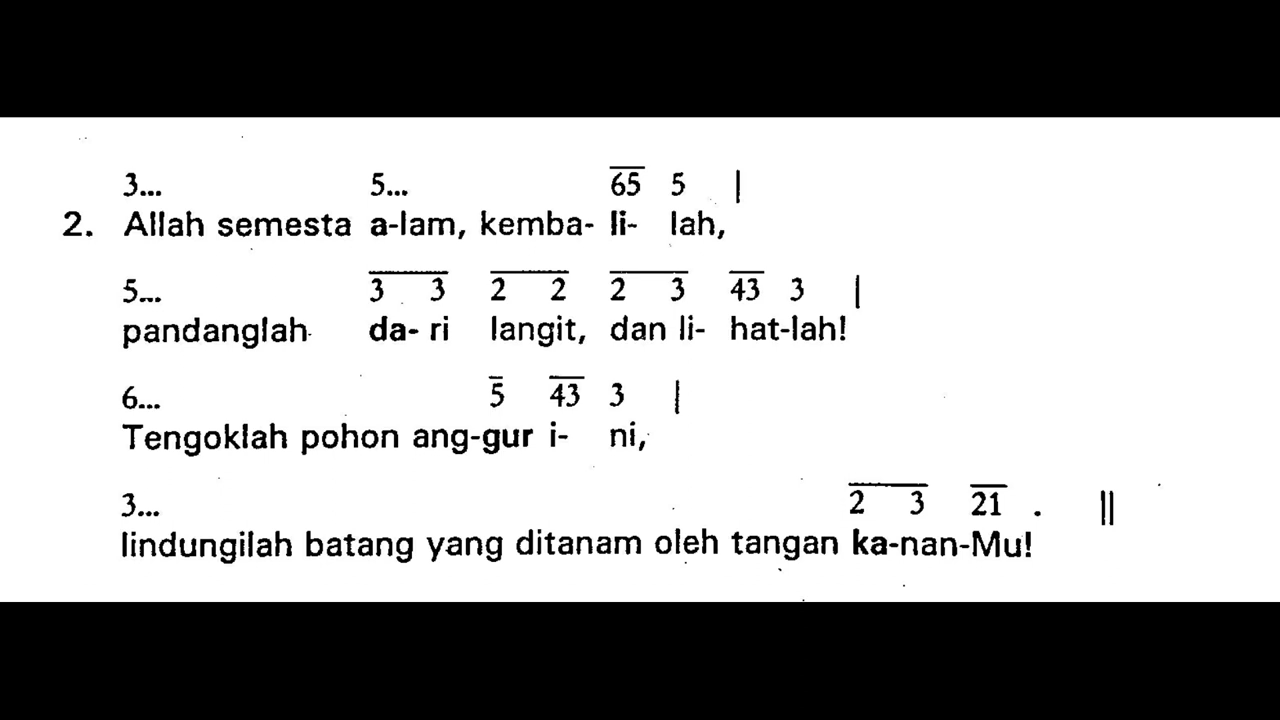 3... 5... 65 5 |
2. Allah semesta a-lam, kemba- li- lah,
5... 3 3 2 2 2 3 43 3 |
pandanglah da- ri langit, dan li- hat-lah!
6... 5 43 3 |
Tengoklah pohon ang-gur i- ni,
3... 2 3 21 . ||
lindungilah batang yang ditanam oleh tangan ka-nan-Mu!